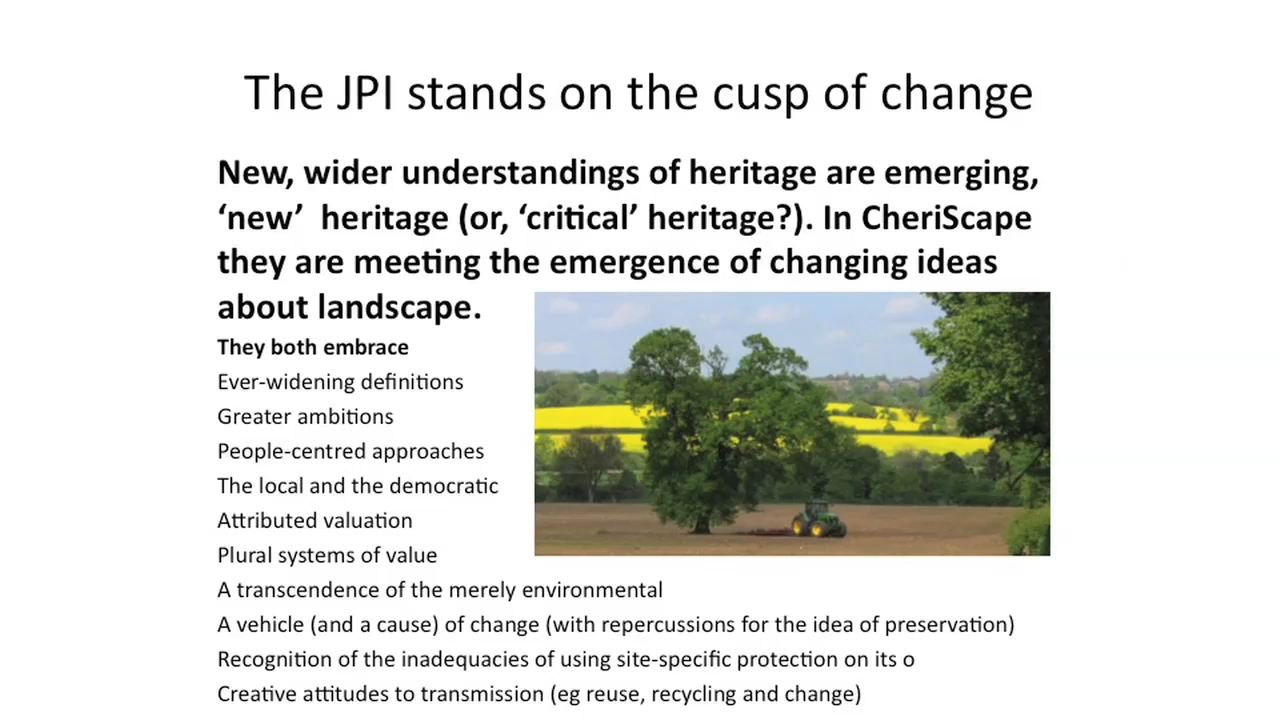 The JPI stands on the cusp of change
New, wider understandings of heritage are emerging,
‘new’  heritage (or, ‘critical’ heritage?). In CheriScape
they are meeting the emergence of changing ideas
about landscape.
They both embrace
Ever-widening definitions
Greater ambitions
People-centred approaches
The local and the democratic
Attributed valuation
Plural systems of value
A transcendence of the merely environmental
A vehicle (and a cause) of change (with repercussions for the idea of preservation)
Recognition of the inadequacies of using site-specific protection on its o
Creative attitudes to transmission (eg reuse, recycling and change)